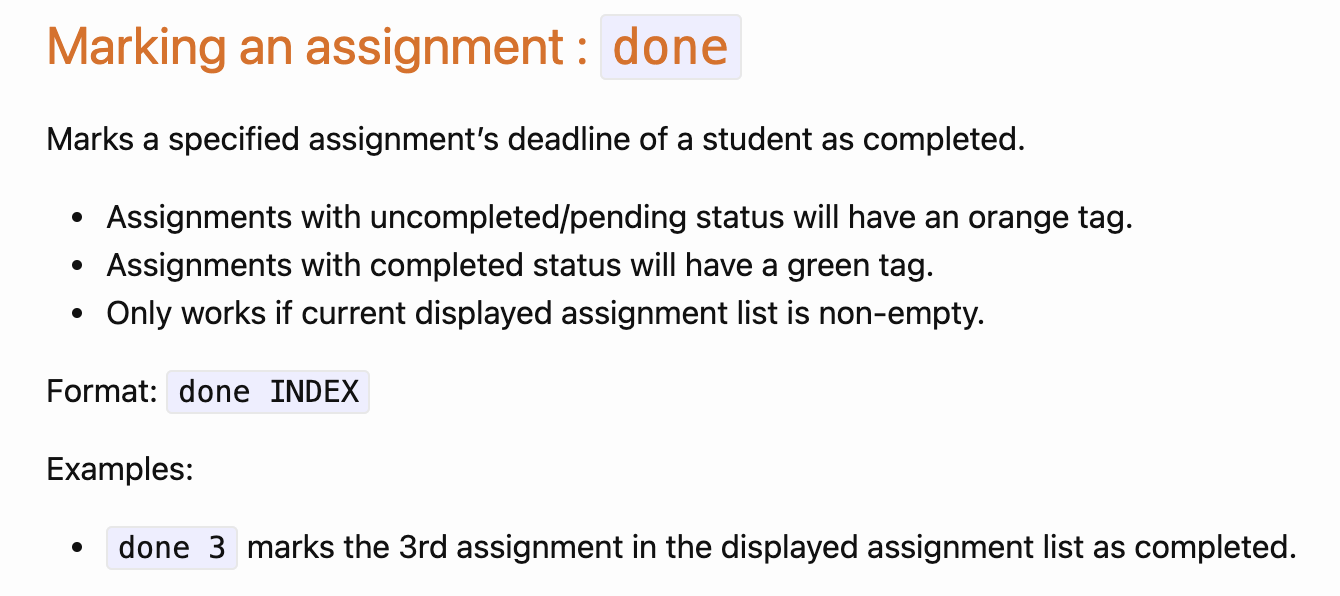 Marking an assignment : done
Marks a specified assignment’s deadline of a student as completed.
• Assignments with uncompleted/pending status will have an orange tag.
• Assignments with completed status will have a green tag.
• Only works if current displayed assignment list is non-empty.
Format: done INDEX
Examples:
• done 3 marks the 3rd assignment in the displayed assignment list as completed.